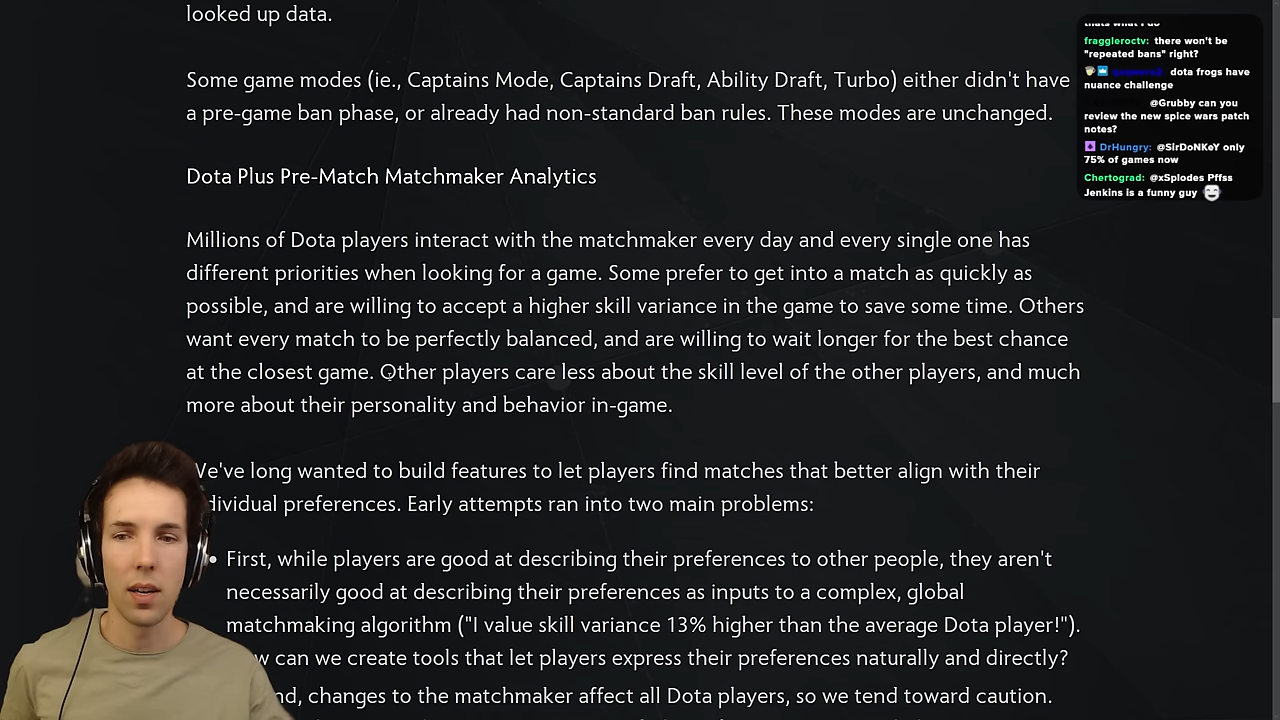 looked up data.
Some game modes (ie., Captains Mode, Captains Draft, Ability Draft, Turbo) either didn't have
a pre-game ban phase, or already had non-standard ban rules. These modes are unchanged.
Dota Plus Pre-Match Matchmaker Analytics
Millions of Dota players interact with the matchmaker every day and every single one has
different priorities when looking for a game. Some prefer to get into a match as quickly as
possible, and are willing to accept a higher skill variance in the game to save some time. Others
want every match to be perfectly balanced, and are willing to wait longer for the best chance
at the closest game. Other players care less about the skill level of the other players, and much
more about their personality and behavior in-game.
We've long wanted to build features to let players find matches that better align with their
dividual preferences. Early attempts ran into two main problems:
• First, while players are good at describing their preferences to other people, they aren't
necessarily good at describing their preferences as inputs to a complex, global
matchmaking algorithm ("I value skill variance 13% higher than the average Dota player!").
w can we create tools that let players express their preferences naturally and directly?
nd, changes to the matchmaker affect all Dota players, so we tend toward caution.
thats what I do
fraggleroctv: there won't be
"repeated bans" right?
dota frogs have
nuance challenge
@Grubby can you
review the new spice wars patch
notes?
DrHungry: @SirDoNKeY only
75% of games now
Chertograd: @xSplodes Pffss
Jenkins is a funny guy